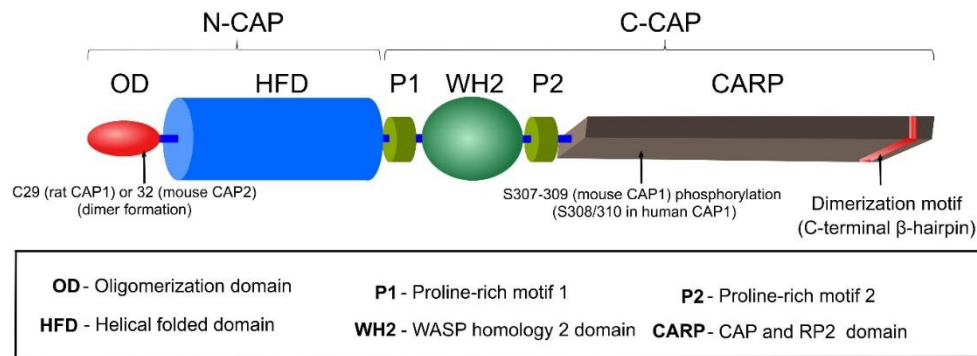 N-CAP C-CAP
OD HFD P1 WH2 P2 CARP
C29 (rat CAP1) or 32 (mouse CAP2)
(dimer formation)
S307-309 (mouse CAP1) phosphorylation
(S308/310 in human CAP1)
Dimerization motif
(C-terminal β-hairpin)
OD - Oligomerization domain
P1 - Proline-rich motif 1
P2 - Proline-rich motif 2
HFD - Helical folded domain
WH2 - WASP homology 2 domain
CARP - CAP and RP2 domain